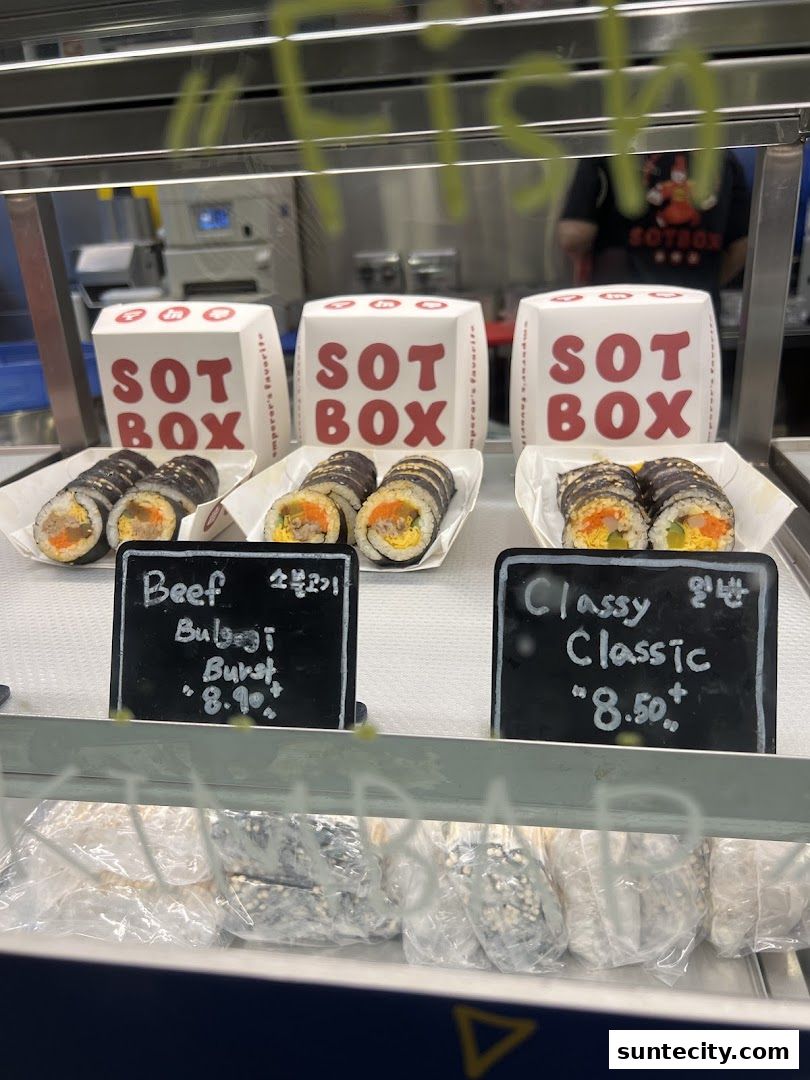 "Fish
SOTBOX
SOT
BOX
SOT
BOX
SOT
BOX
Beef 소불고기
Bulgogi
Burst
"8.90+"
Classy 일반
Classic
"8.50+"
KIMBAP
suntecity.com